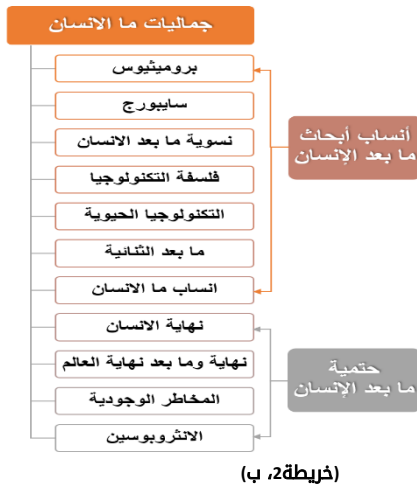 جماليات ما الانسان
بروميثيوس
سايبورج
نسوية ما بعد الانسان
فلسفة التكنولوجيا
التكنولوجيا الحيوية
ما بعد الثنائية
انساب ما الانسان
نهاية الانسان
نهاية وما بعد نهاية العالم
المخاطر الوجودية
الانثروبوسين
أنساب أبحاث
ما بعد الإنسان
حتمية
ما بعد الإنسان
(خريطة2، ب)